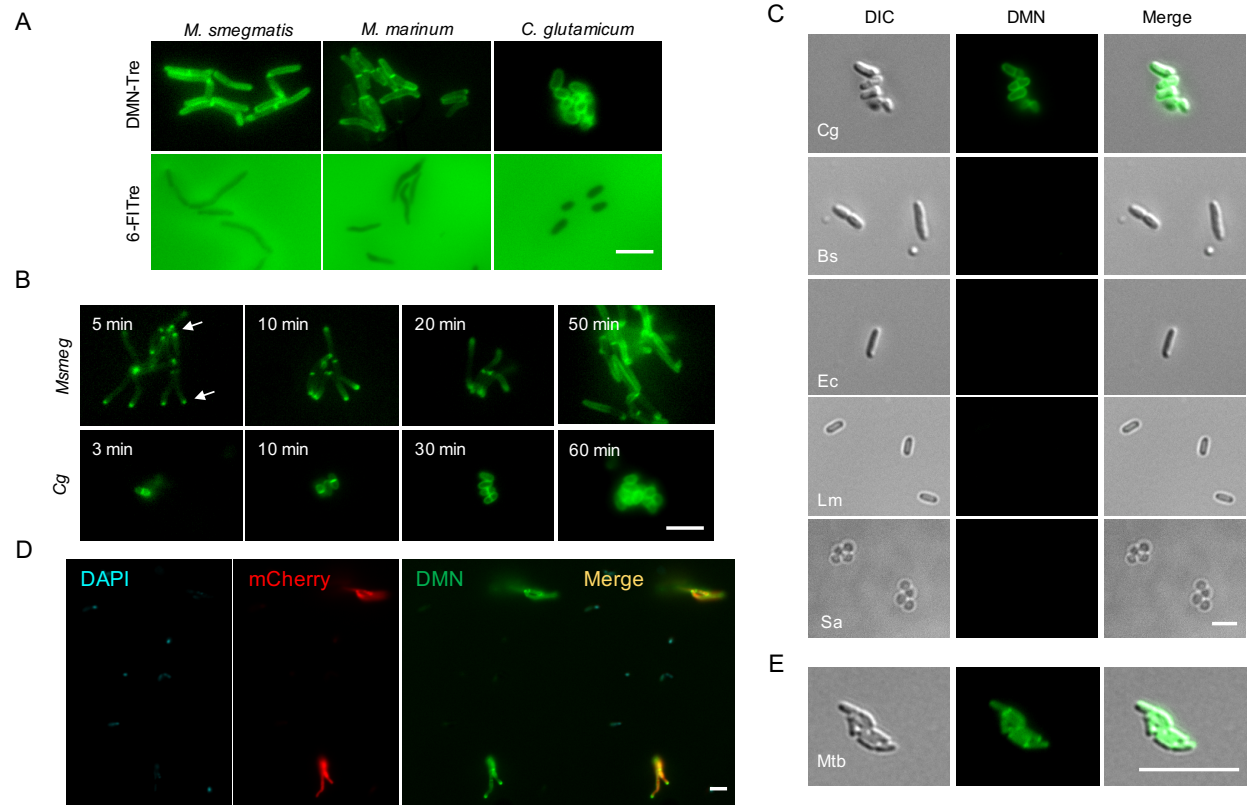 A
M. smegmatis
M. marinum
C. glutamicum
DMN-Tre
6-FlTre
B
Msmeg
5 min
10 min
20 min
50 min
Cg
3 min
10 min
30 min
60 min
C
DIC
DMN
Merge
Cg
Bs
Ec
Lm
Sa
D
DAPI
mCherry
DMN
Merge
E
Mtb